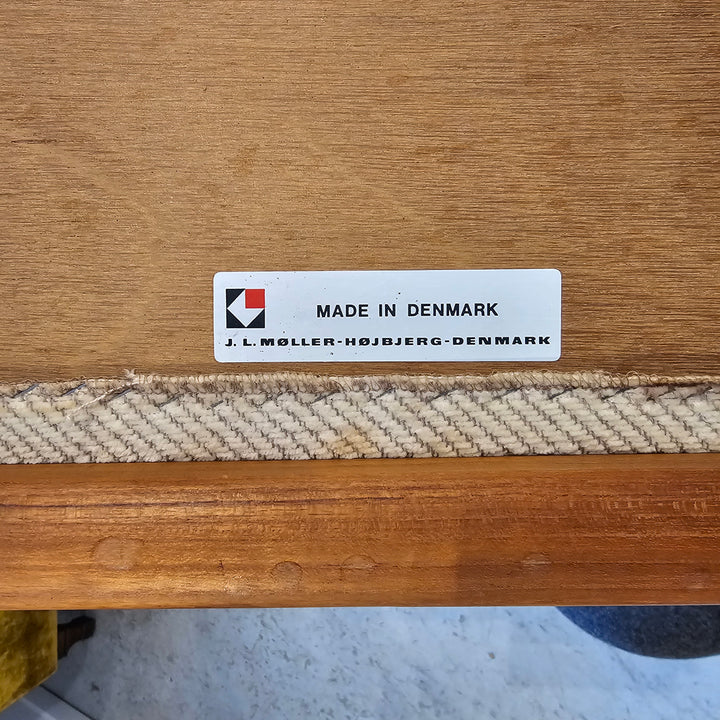 MADE IN DENMARK
J. L. MØLLER-HØJBJERG-DENMARK